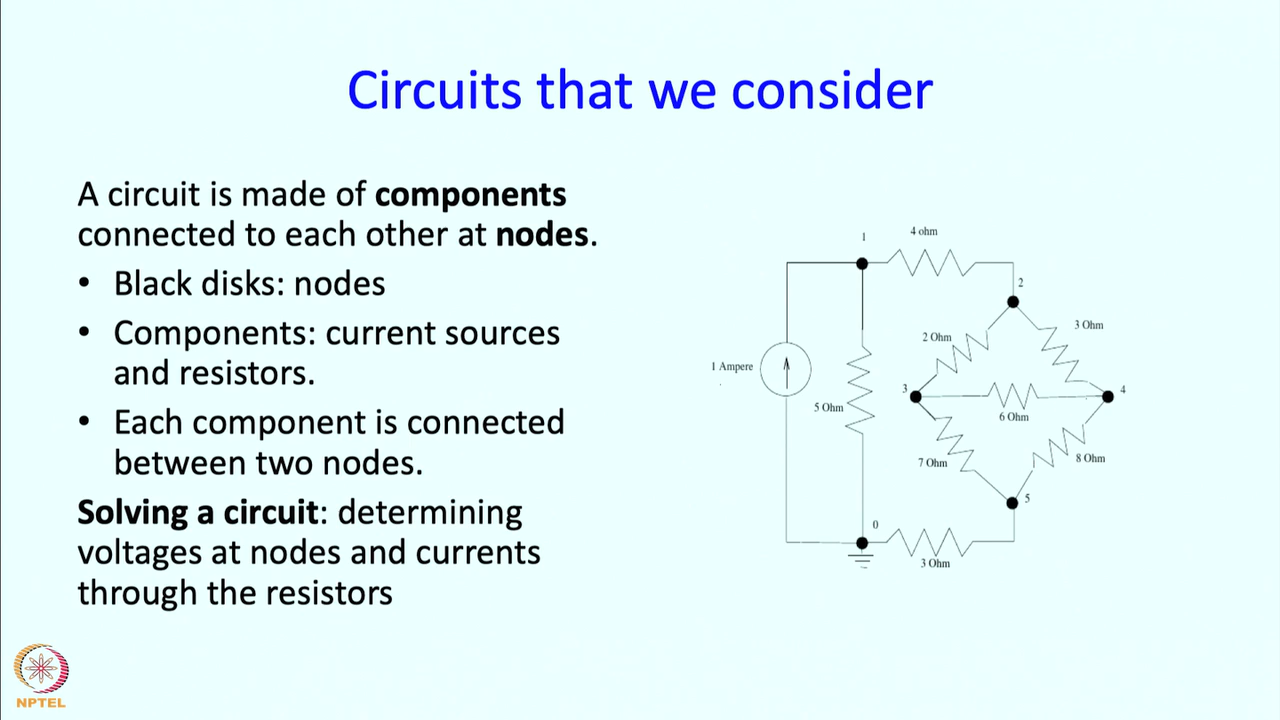 Circuits that we consider
A circuit is made of components
connected to each other at nodes.
• Black disks: nodes
• Components: current sources
and resistors.
• Each component is connected
between two nodes.
Solving a circuit: determining
voltages at nodes and currents
through the resistors
1
4 ohm
2
3 Ohm
2 Ohm
1 Ampere
3
4
5 Ohm
6 Ohm
7 Ohm
8 Ohm
5
0
3 Ohm
NPTEL